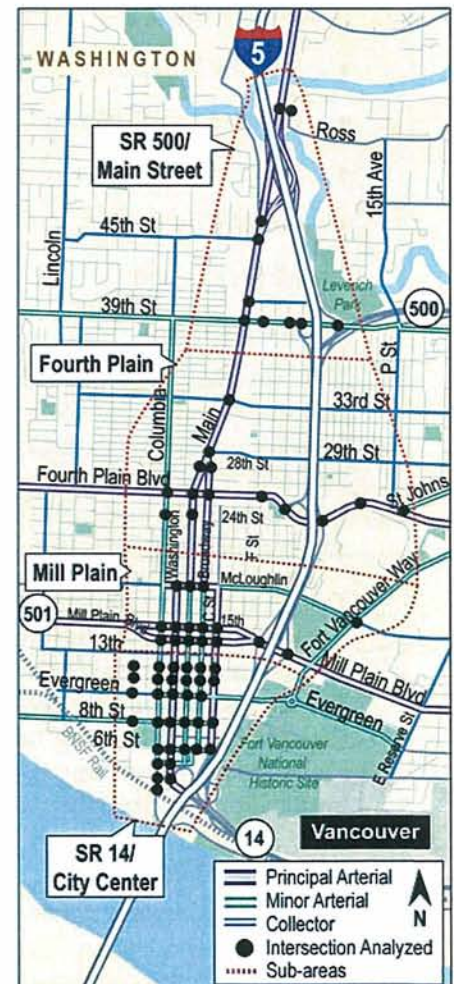 WASHINGTON
5
SR 500/
Main Street
Ross
15th Ave
Lincoln
45th St
Leverich
Park
39th St
500
Fourth Plain
P St
Columbia
Main
33rd St
28th St
29th St
Fourth Plain Blvd
St Johns
24th St
Washington
Broadway
F St
Mill Plain
McLoughlin
Fort Vancouver Way
501
Mill Plain
C St
15th
13th
Mill Plain Blvd
Evergreen
Evergreen
8th St
6th St
E Reserve St
BNSF Rail
Fort Vancouver
National
Historic Site
14
Vancouver
SR 14/
City Center
Principal Arterial
Minor Arterial
Collector
Intersection Analyzed
Sub-areas
N